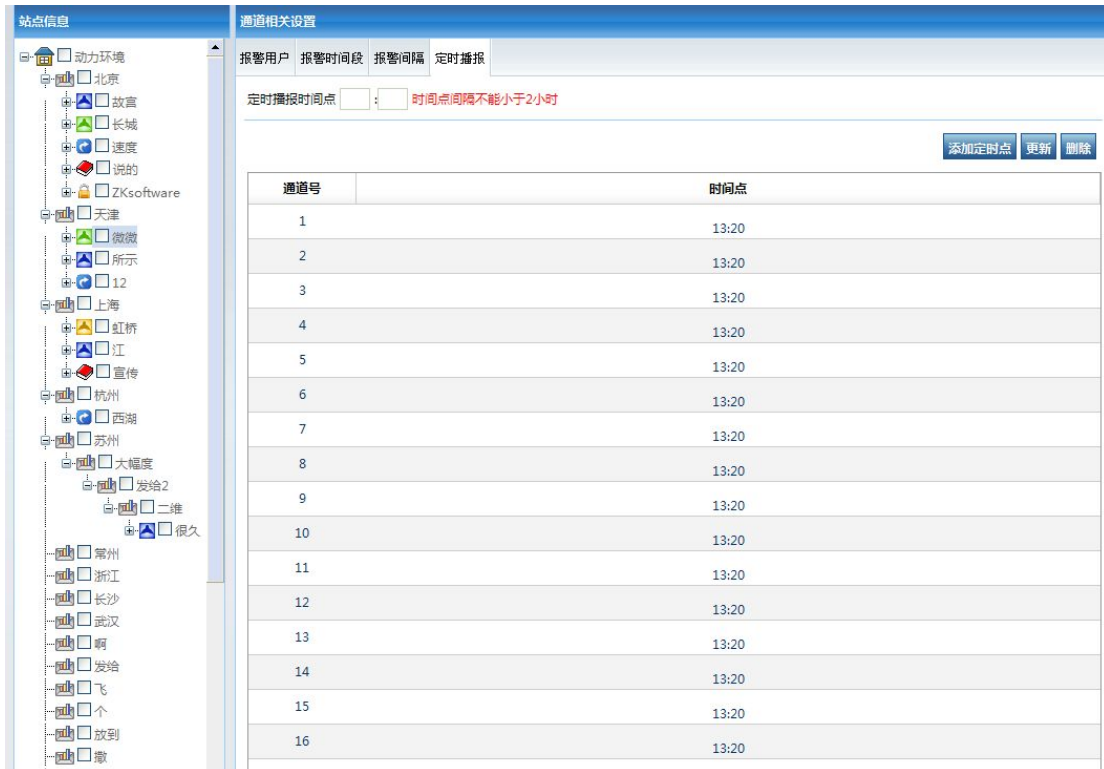 站点信息
动力环境
北京
故宫
长城
速度
说的
ZKsoftware
天津
微微
所示
12
上海
虹桥
江
宣传
杭州
西湖
苏州
大幅度
发给2
二维
很久
常州
浙江
长沙
武汉
啊
发给
飞
个
放到
撒
通道相关设置
报警用户 报警时间段 报警间隔 定时播报
定时播报时间点 : 时间点间隔不能小于2小时
添加定时点 更新 删除
通道号 时间点
1 13:20
2 13:20
3 13:20
4 13:20
5 13:20
6 13:20
7 13:20
8 13:20
9 13:20
10 13:20
11 13:20
12 13:20
13 13:20
14 13:20
15 13:20
16 13:20